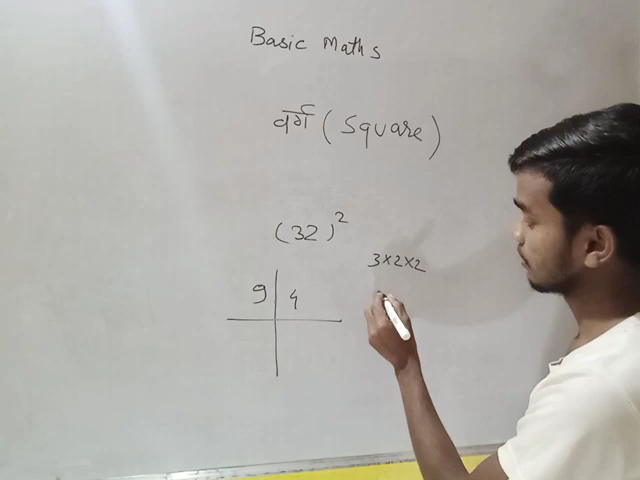 Basic Maths
वर्ग (Square)
(32)²
3×2×2
9 4